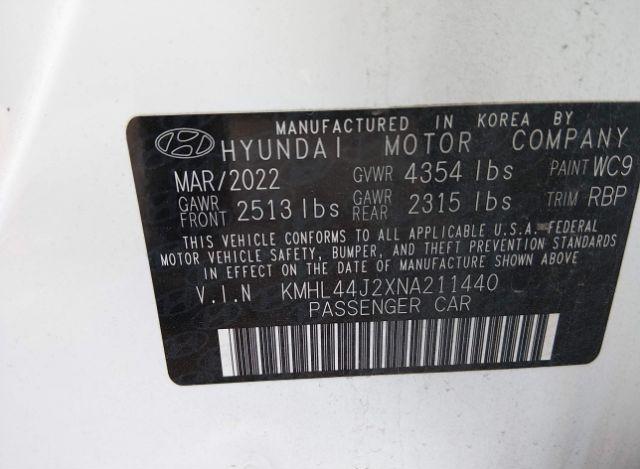 MANUFACTURED IN KOREA BY
HYUNDAI MOTOR COMPANY
MAR/2022 GVWR 4354 lbs PAINT WC9
GAWR FRONT 2513 lbs GAWR REAR 2315 lbs TRIM RBP
THIS VEHICLE CONFORMS TO ALL APPLICABLE U.S.A. FEDERAL
MOTOR VEHICLE SAFETY, BUMPER, AND THEFT PREVENTION STANDARDS
IN EFFECT ON THE DATE OF MANUFACTURE SHOWN ABOVE.
V.I.N KMHL44J2XNA211440
PASSENGER CAR